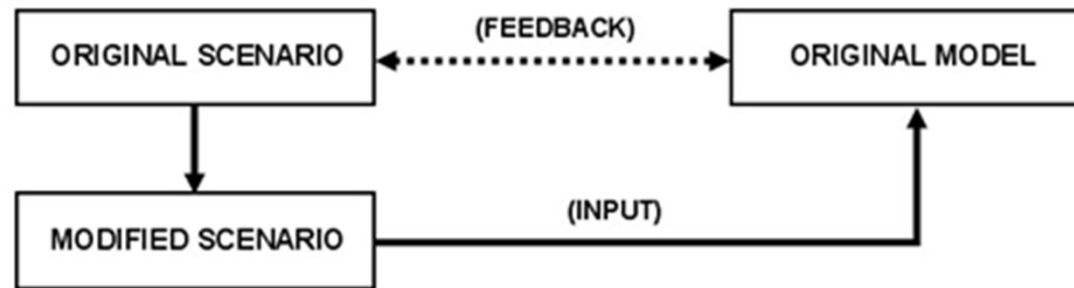 ORIGINAL SCENARIO
(FEEDBACK)
ORIGINAL MODEL
MODIFIED SCENARIO
(INPUT)